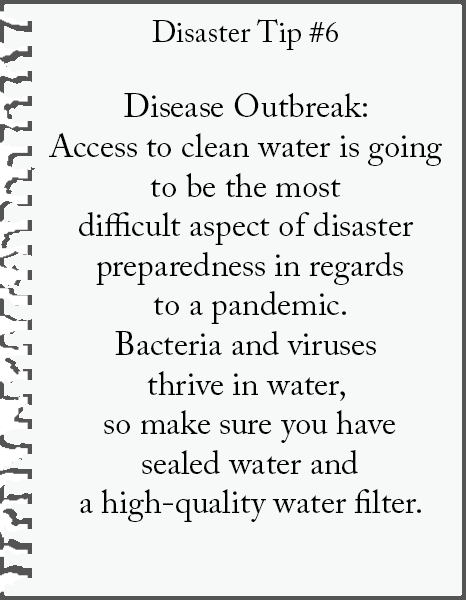 Disaster Tip #6
Disease Outbreak:
Access to clean water is going
to be the most
difficult aspect of disaster
preparedness in regards
to a pandemic.
Bacteria and viruses
thrive in water,
so make sure you have
sealed water and
a high-quality water filter.